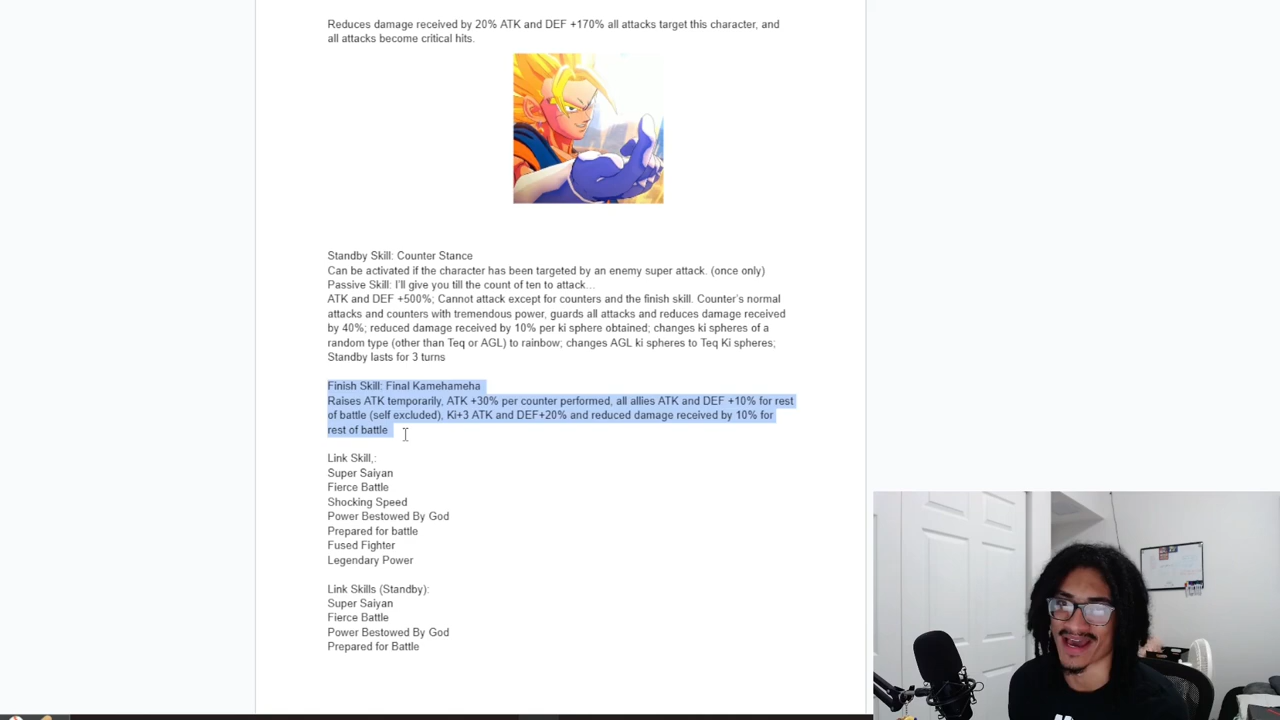 Reduces damage received by 20% ATK and DEF +170% all attacks target this character, and
all attacks become critical hits.
Standby Skill: Counter Stance
Can be activated if the character has been targeted by an enemy super attack. (once only)
Passive Skill: I'll give you till the count of ten to attack...
ATK and DEF +500%; Cannot attack except for counters and the finish skill. Counter's normal
attacks and counters with tremendous power, guards all attacks and reduces damage received
by 40%; reduced damage received by 10% per ki sphere obtained; changes ki spheres of a
random type (other than Teq or AGL) to rainbow; changes AGL ki spheres to Teq Ki spheres;
Standby lasts for 3 turns
Finish Skill: Final Kamehameha
Raises ATK temporarily, ATK +30% per counter performed, all allies ATK and DEF +10% for rest
of battle (self excluded), Ki+3 ATK and DEF+20% and reduced damage received by 10% for
rest of battle
Link Skill,:
Super Saiyan
Fierce Battle
Shocking Speed
Power Bestowed By God
Prepared for battle
Fused Fighter
Legendary Power
Link Skills (Standby):
Super Saiyan
Fierce Battle
Power Bestowed By God
Prepared for Battle